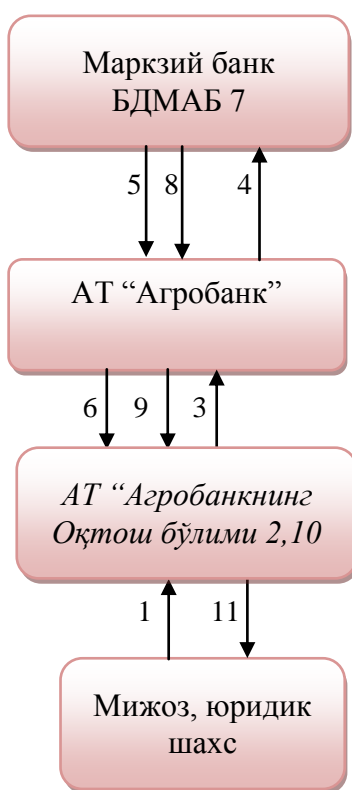 Маркзий банк
БДМАБ 7
5 8 4
АТ “Агробанк”
6 9 3
АТ “Агробанкнинг
Оқтош бўлими 2,10
1 11
Мижоз, юридик
шахс